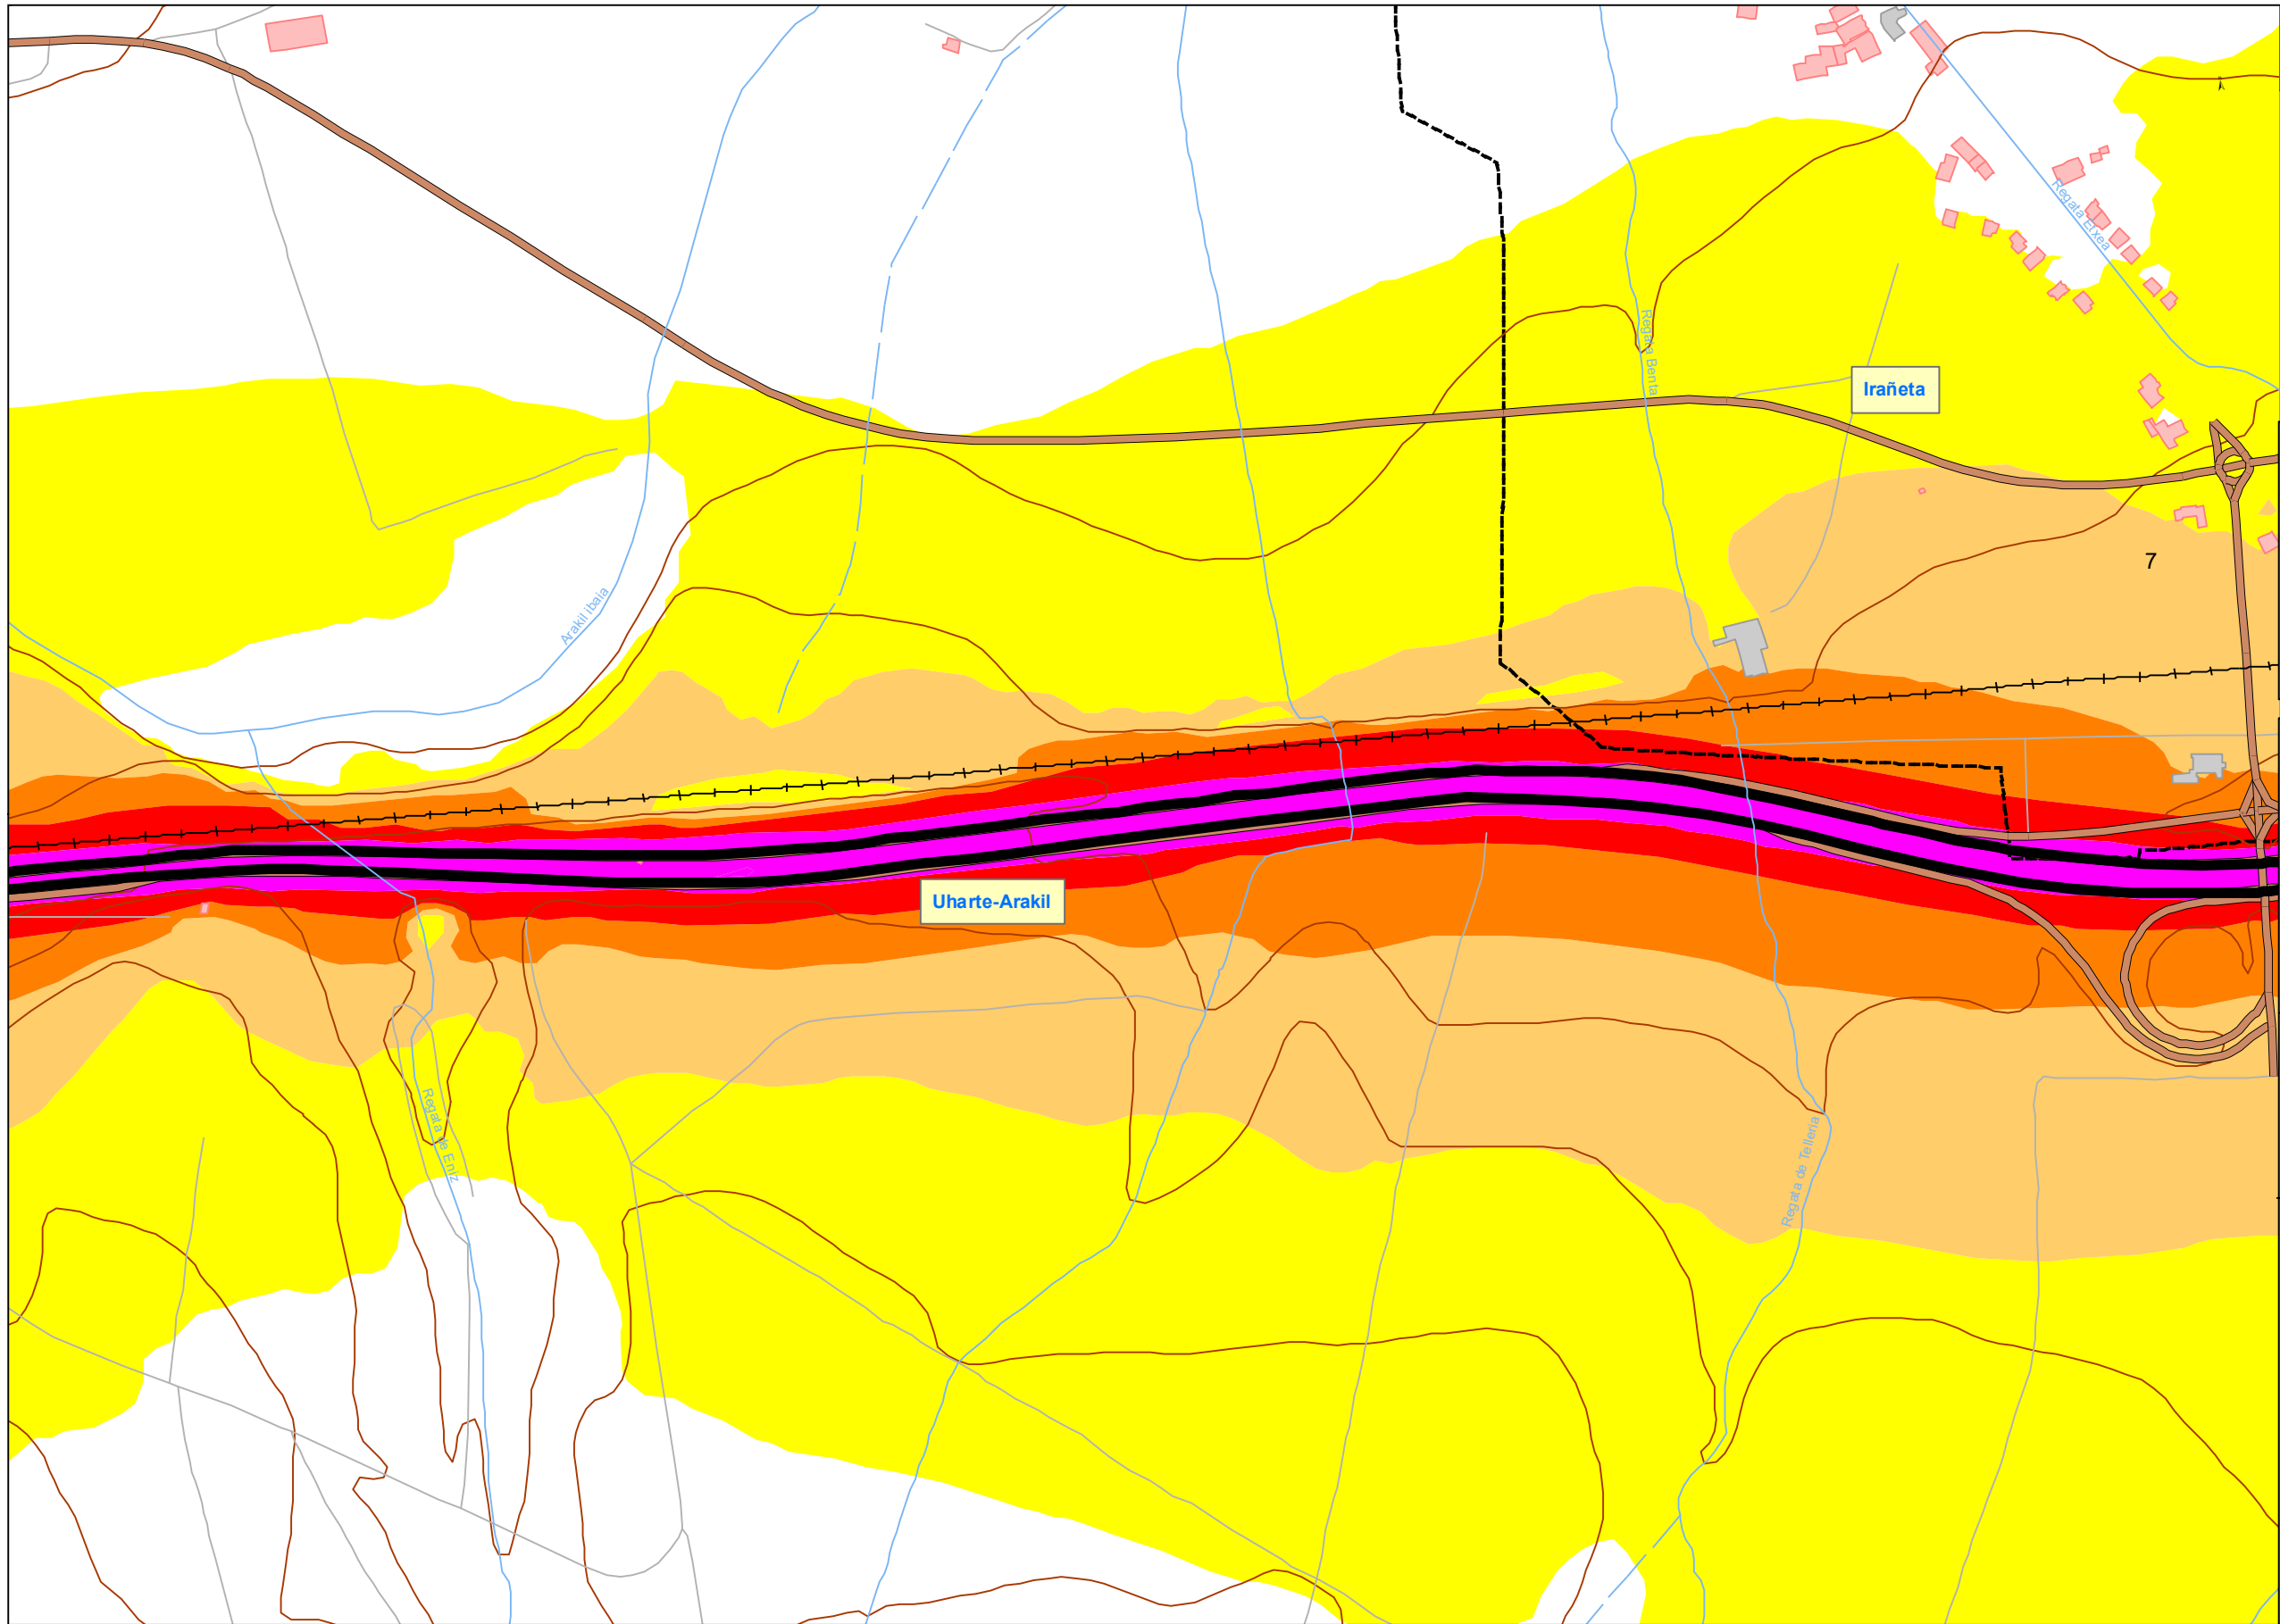 Regata Etxea
Regata Benta
Irañeta
7
Arakil ibaia
Uharte-Arakil
Regata de Eniz
Regata de Telleria